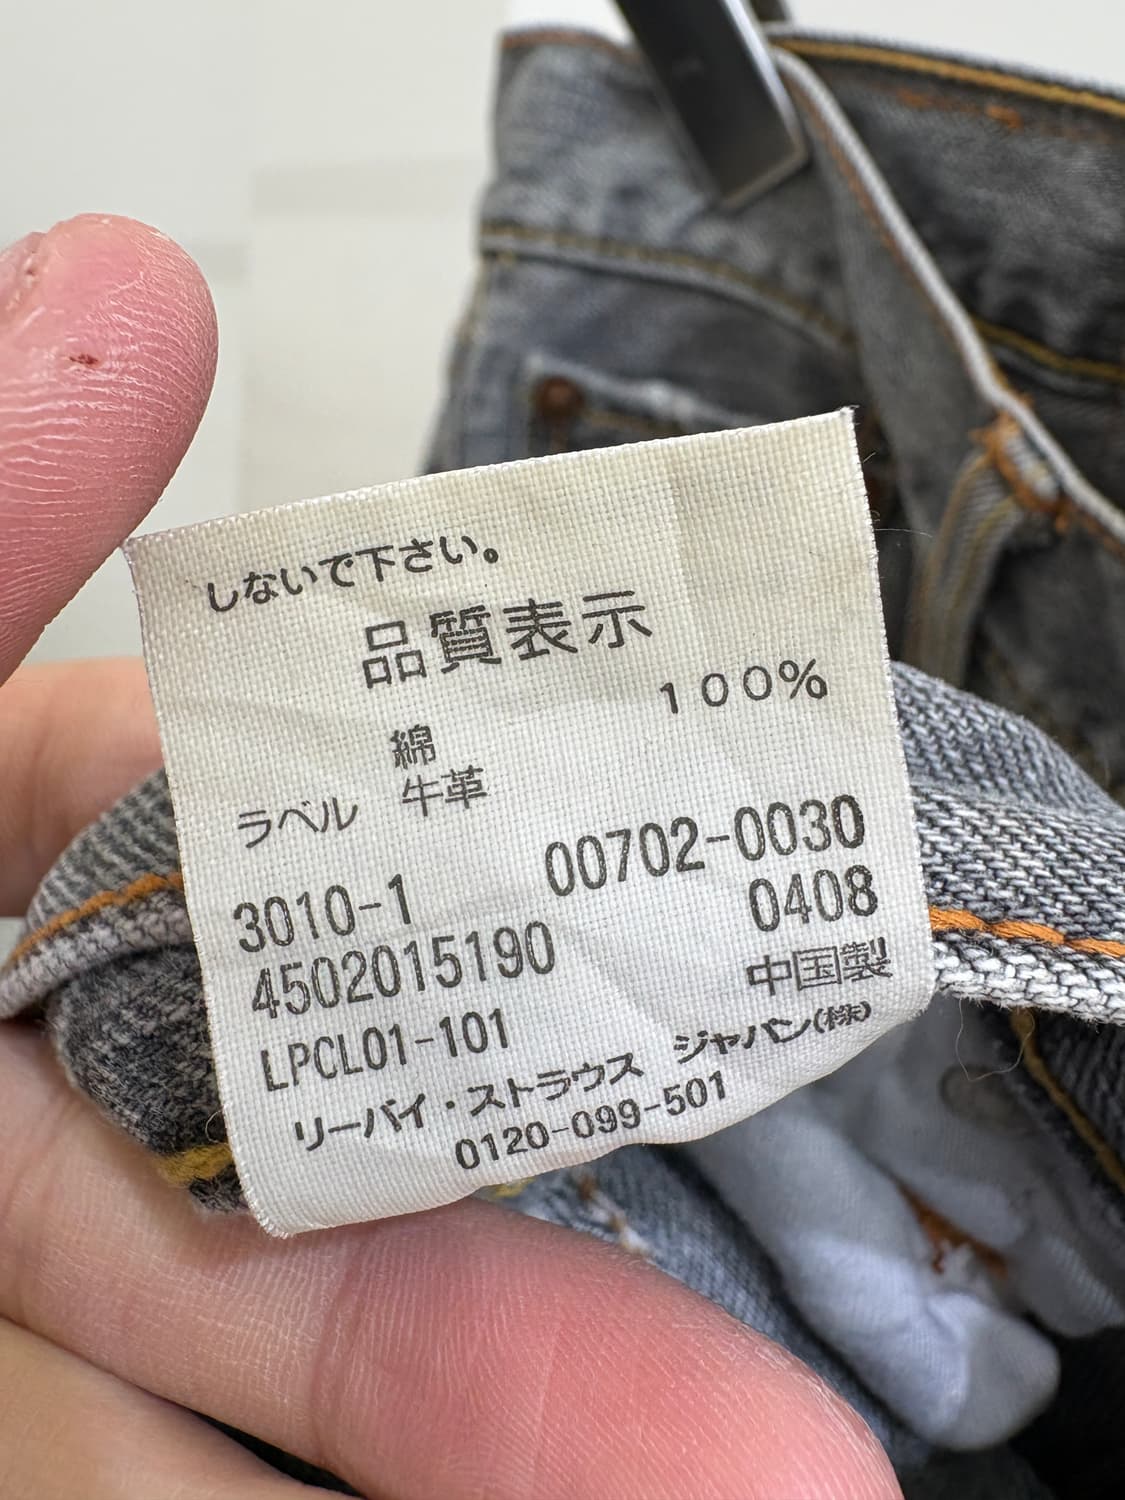 しないで下さい。
品質表示
綿 100%
ラベル 牛革
3010-1 00702-0030
4502015190 0408
LPCL01-101 中国製
リーバイ・ストラウス ジャパン(株)
0120-099-501